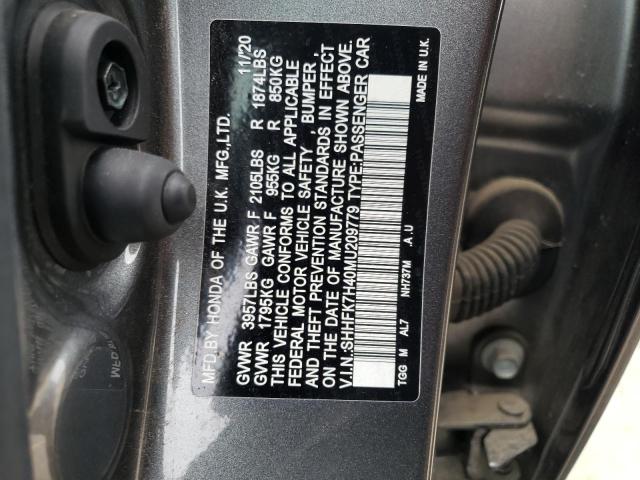 MFD.BY HONDA OF THE U.K. MFG.,LTD. 11/20
GVWR 3957LBS GAWR F 2105LBS R 1874LBS
GVWR 1795KG GAWR F 955KG R 850KG
THIS VEHICLE CONFORMS TO ALL APPLICABLE
FEDERAL MOTOR VEHICLE SAFETY , BUMPER ,
AND THEFT PREVENTION STANDARDS IN EFFECT
ON THE DATE OF MANUFACTURE SHOWN ABOVE.
V.I.N.:SHHFK7H40MU209779 TYPE:PASSENGER CAR
TGG M AL7 NH737M .A .U MADE IN U.K.